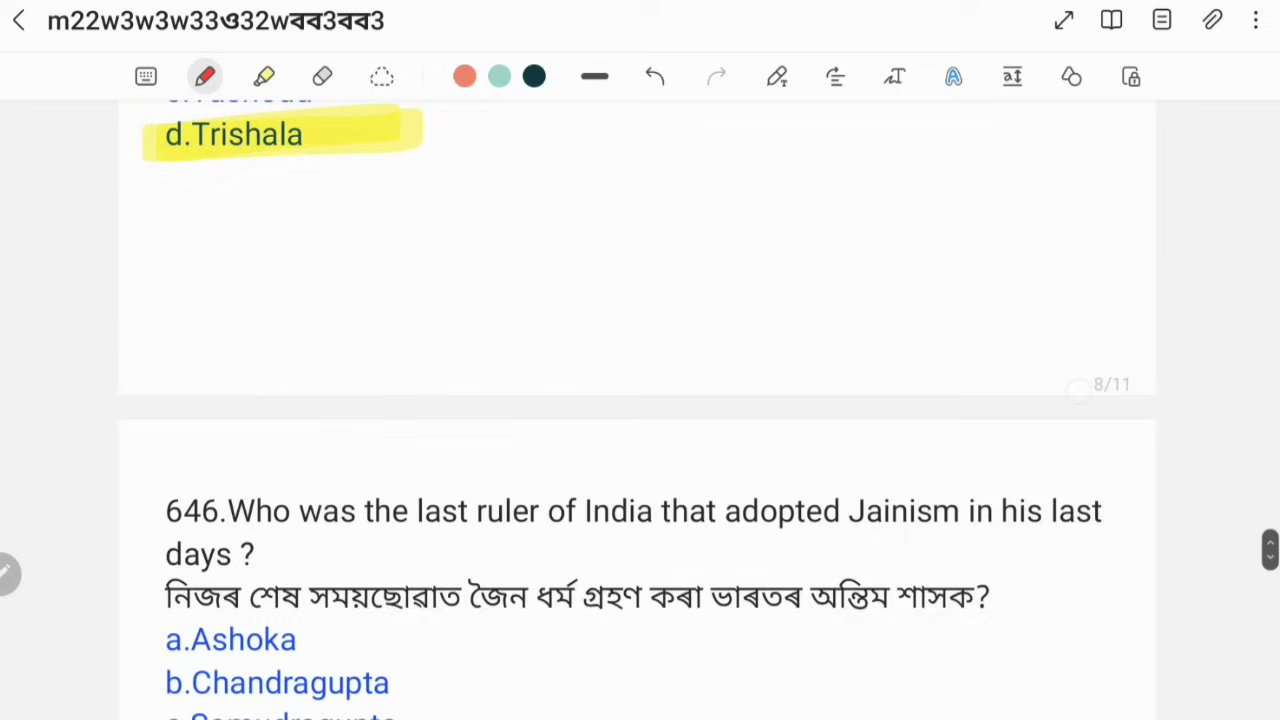 m22w3w3w33ও32wবব3বব3
d.Trishala
8/11
646.Who was the last ruler of India that adopted Jainism in his last
days ?
নিজৰ শেষ সময়ছোৱাত জৈন ধৰ্ম গ্ৰহণ কৰা ভাৰতৰ অন্তিম শাসক?
a.Ashoka
b.Chandragupta